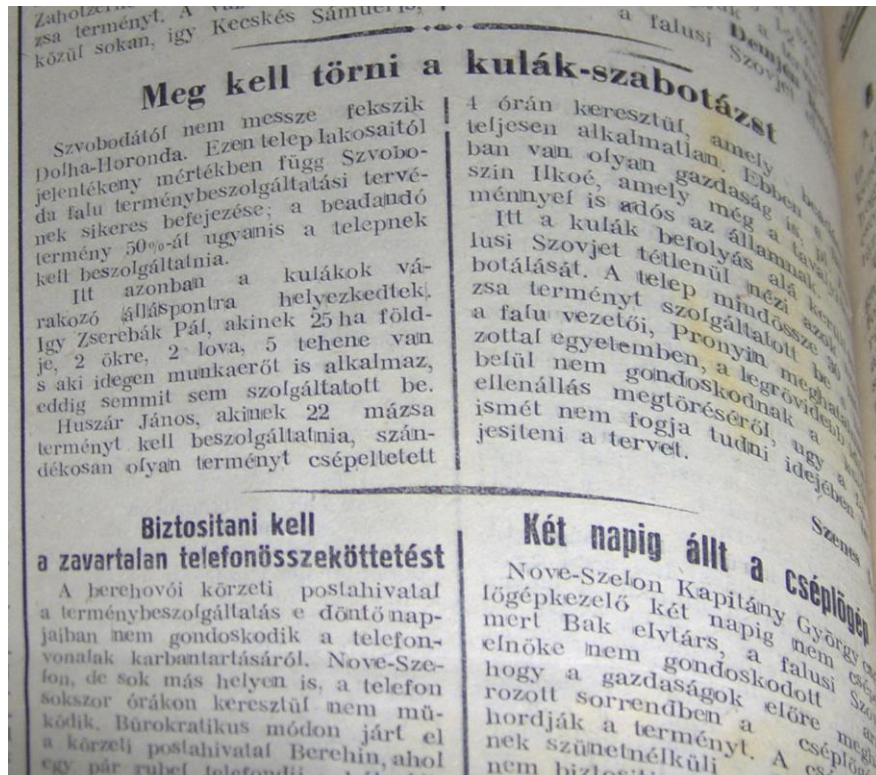 zsa terményt. A
közül sokan, igy Kecskés Sámuel is,
a falusi
Szovjet
Meg kell törni a kulák-szabotázst
Szvobodától nem messze fekszik
Dolha-Horonda. Ezen telep lakosaitól
jelentékeny mértékben függ Szvobo-
da falu terménybeszolgáltatási tervé-
nek sikeres befejezése; a beadandó
termény 50%-át ugyanis a telepnek
kell beszolgáltatnia.
Itt azonban a kulákok vá-
rakozó álláspontra helyezkedtek.
Igy Zserebák Pál, akinek 25 ha föld-
je, 2 ökre, 2 lova, 5 tehene van
s aki idegen munkaerőt is alkalmaz,
eddig semmit sem szolgáltatott be.
Huszár János, akinek 22 mázsa
terményt kell beszolgáltatnia, szán-
dékosan olyan terményt csépeltetett
4 órán keresztül, amely
teljesen alkalmatlan. Ebben
ban van olyan gazdaság is, pl
szin Ilkoé, amely még a tavalyi
ménnyel is adós az államnak.
Itt a kulák befolyás alá
lusi Szovjet tétlenül nézi azok
botálását. A telep mindössze 30
zsa terményt szolgáltatott be
a falu vezetői, Pronyin
zottal egyetemben, a legrövidebb
belül nem gondoskodnak a
ellenállás megtöréséről, ugy a
ismét nem fogja tudni idejében
jesiteni a tervet.
Szenes
Biztositani kell
a zavartalan telefonösszeköttetést
A berehovói körzeti postahivatal
a terménybeszolgáltatás e döntő nap-
jaiban nem gondoskodik a telefon-
vonalak karbantartásáról. Nove-Sze-
lon, de sok más helyen is, a telefon
sokszor órákon keresztül nem mű-
ködik. Bürokratikus módon járt el
a körzeti postahivatal Berehin, ahol
egy pár rubel
Két napig állt a cséplőgép
Nove-Szelon Kapitány György
lőgépkezelő két napig nem
mert Bak elvtárs, a falusi
elnöke nem gondoskodott
hogy a gazdaságok előre
rozott sorrendben a
hordják a terményt. A
nek szünetnélküli
nem